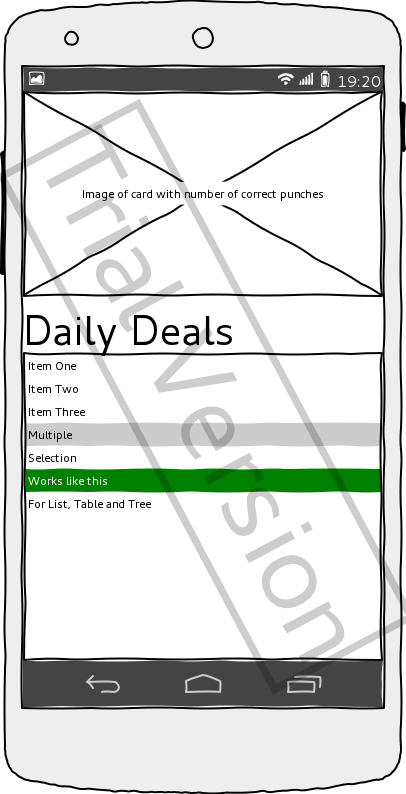 19:20
Image of card with number of correct punches
Daily Deals
Item One
Item Two
Item Three
Multiple
Selection
Works like this
For List, Table and Tree
Trial Version